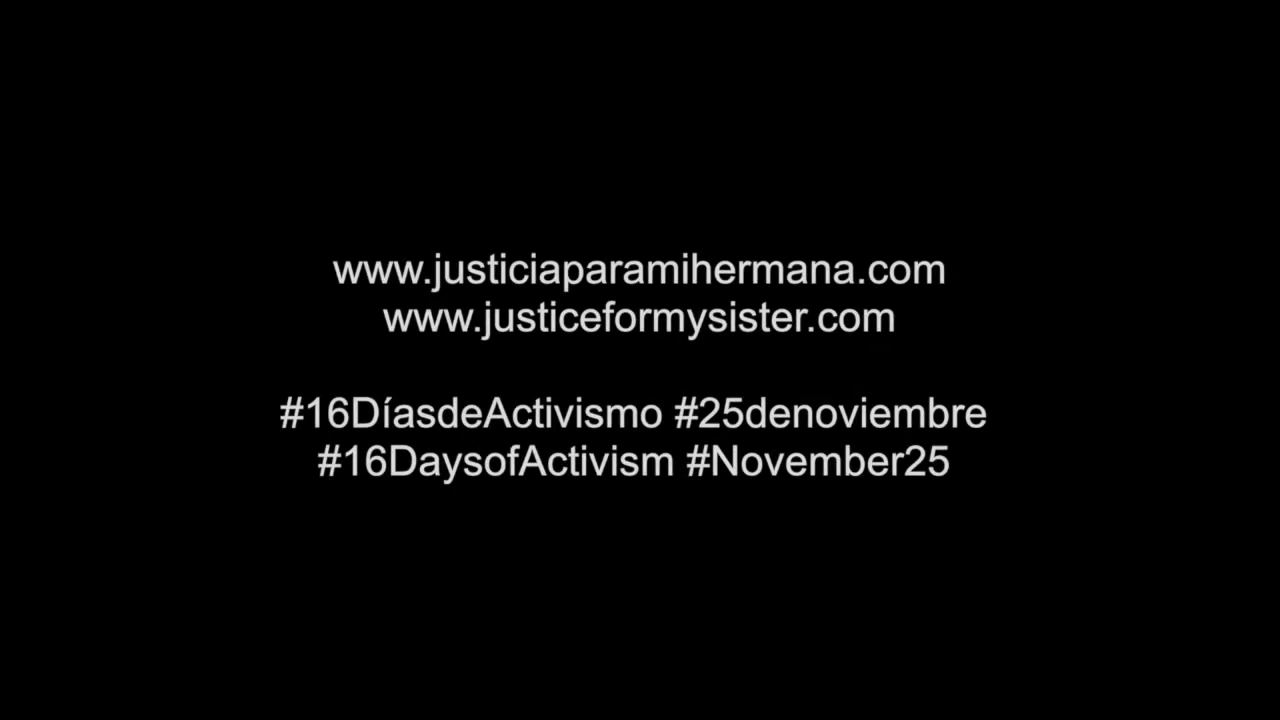 www.justiciaparamihermana.com
www.justiceformysister.com
#16DíasdeActivismo #25denoviembre
#16DaysofActivism #November25